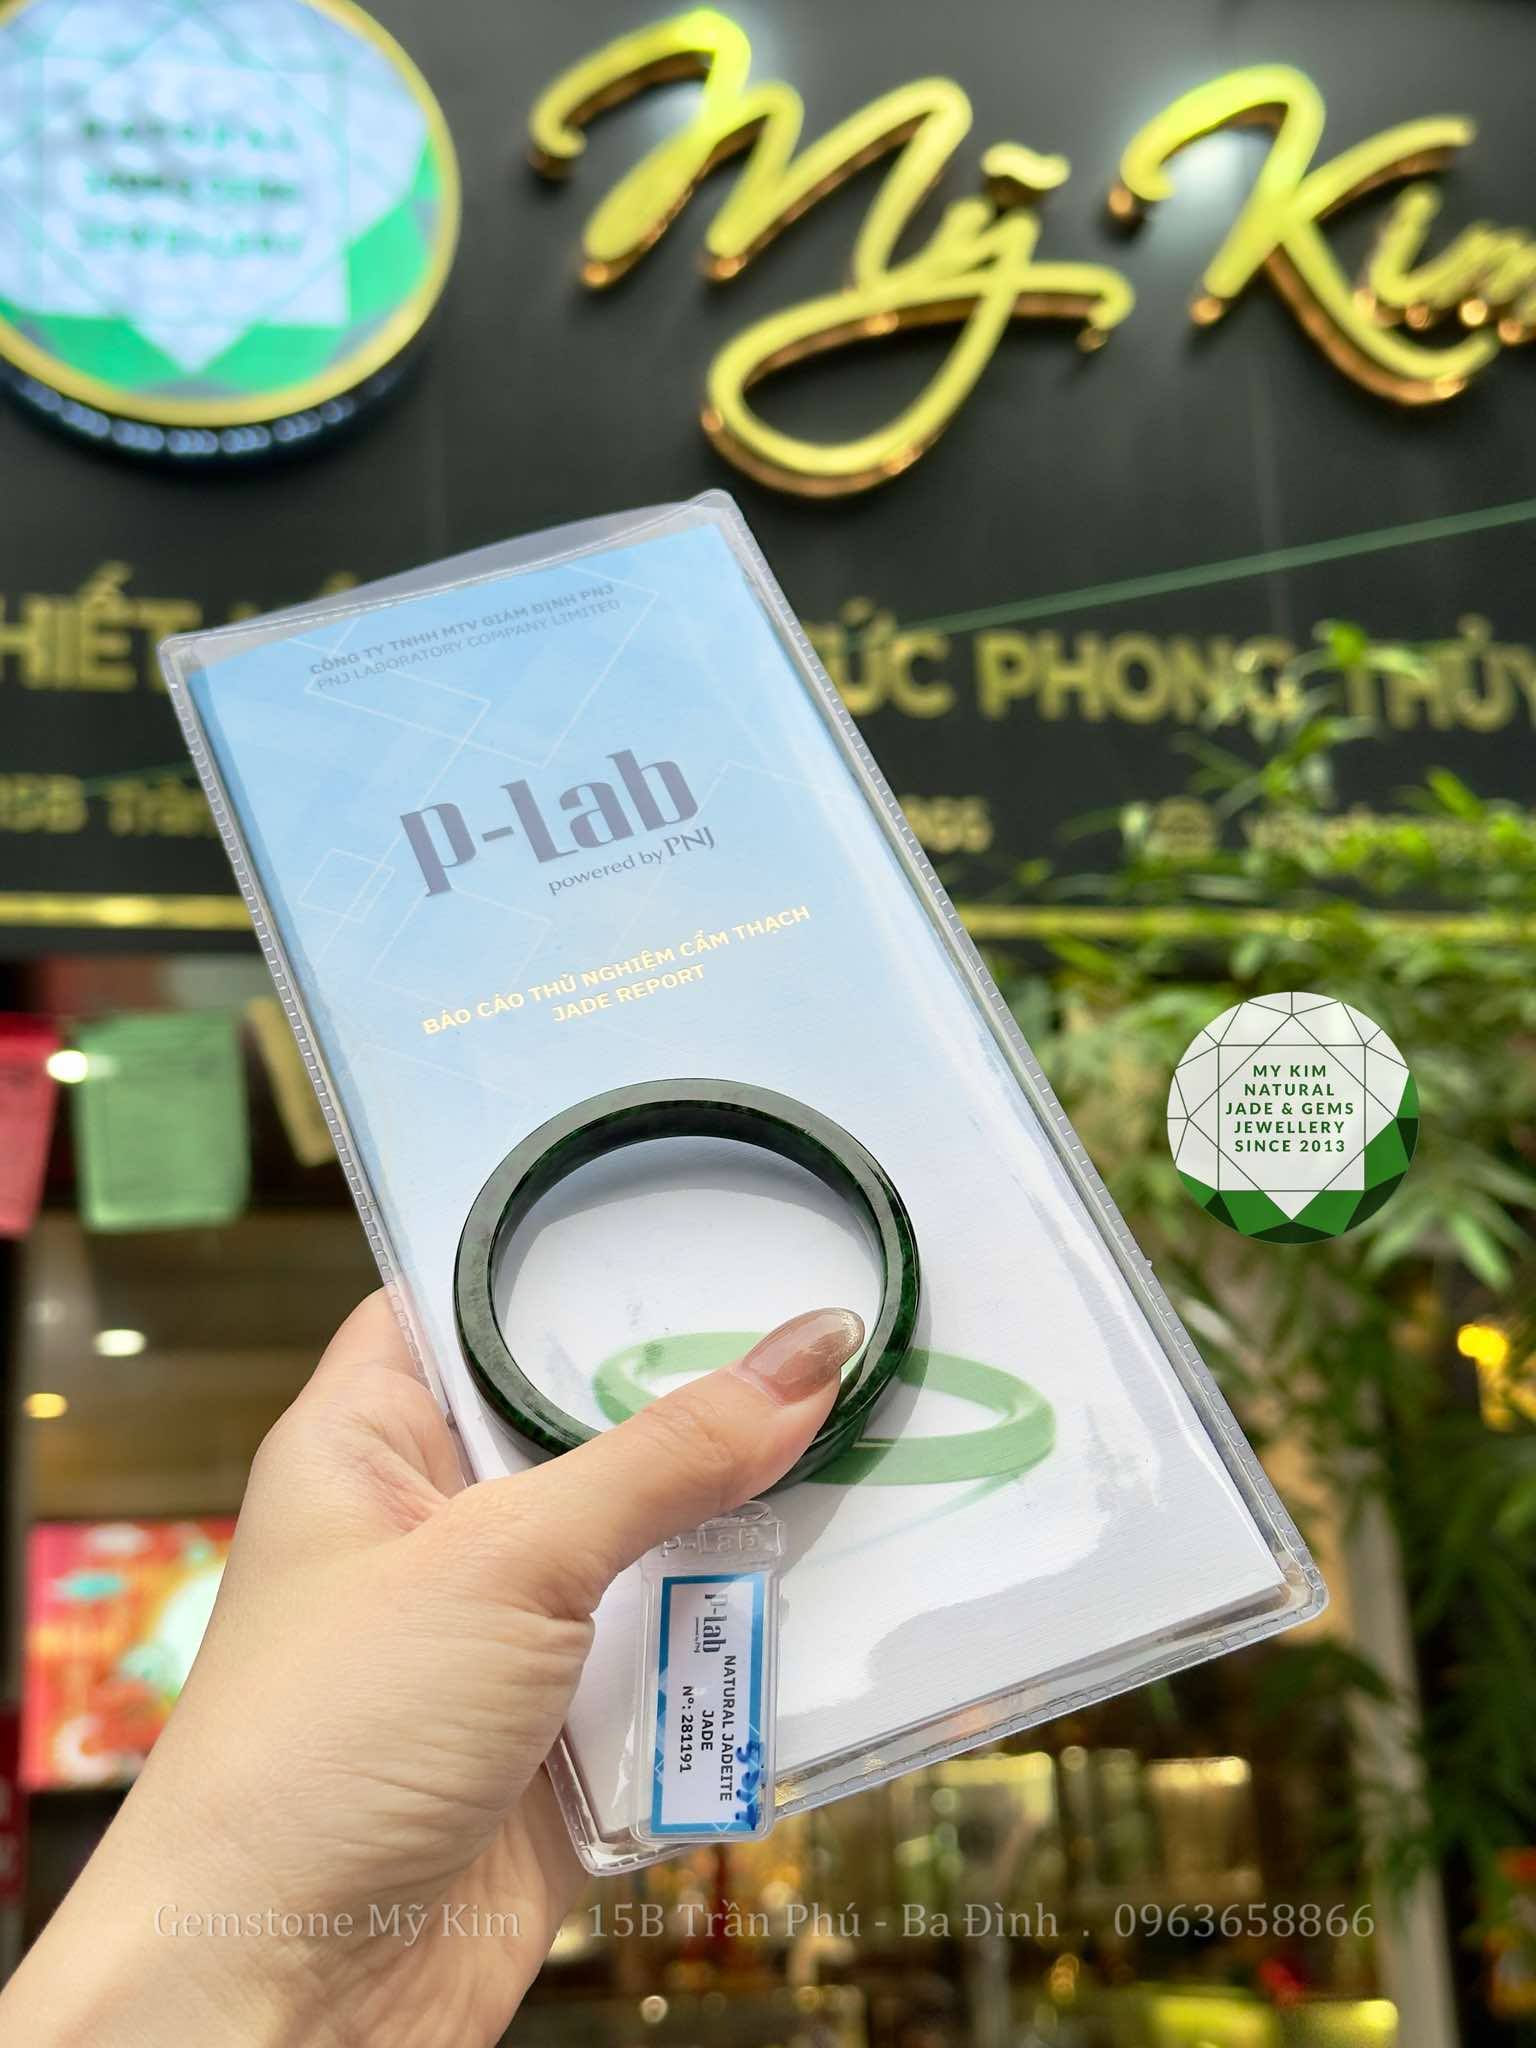 Mỹ Kim
PHONG THỦY
15B Trần
CÔNG TY TNHH MTV GIÁM ĐỊNH PNJ
PNJ LABORATORY COMPANY LIMITED
P-Lab
powered by PNJ
BÁO CÁO THỬ NGHIỆM CẨM THẠCH
JADE REPORT
MY KIM
NATURAL
JADE & GEMS
JEWELLERY
SINCE 2013
P-Lab
P-Lab
NATURAL JADEITE
JADE
N°: 281191
Gemstone Mỹ Kim . 15B Trần Phú - Ba Đình . 0963658866